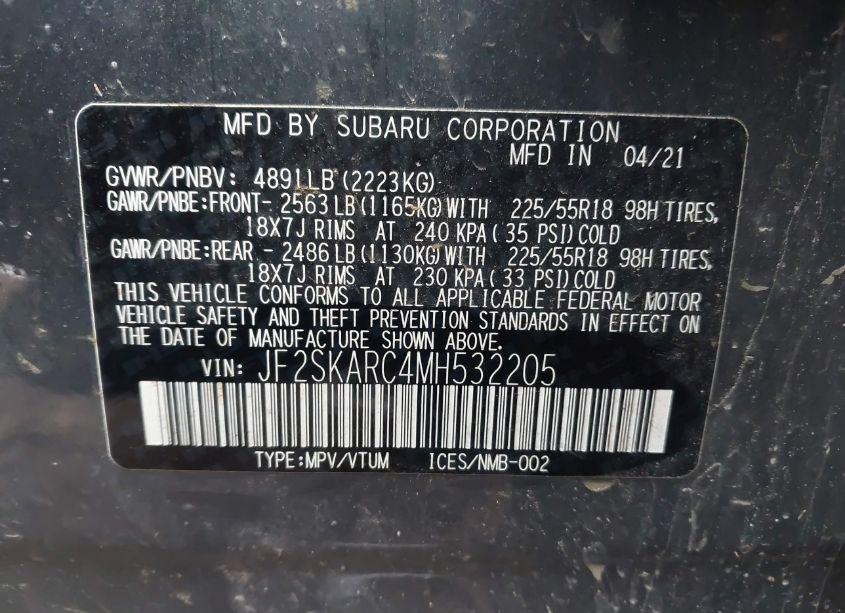 MFD BY SUBARU CORPORATION
MFD IN 04/21
GVWR/PNBV: 4891LB (2223KG)
GAWR/PNBE:FRONT- 2563LB (1165KG)WITH 225/55R18 98H TIRES,
18X7J RIMS AT 240 KPA ( 35 PSI)COLD
GAWR/PNBE:REAR - 2486LB (1130KG)WITH 225/55R18 98H TIRES,
18X7J RIMS AT 230 KPA ( 33 PSI)COLD
THIS VEHICLE CONFORMS TO ALL APPLICABLE FEDERAL MOTOR
VEHICLE SAFETY AND THEFT PREVENTION STANDARDS IN EFFECT ON
THE DATE OF MANUFACTURE SHOWN ABOVE.
VIN: JF2SKARC4MH532205
TYPE:MPV/VTUM ICES/NMB-002